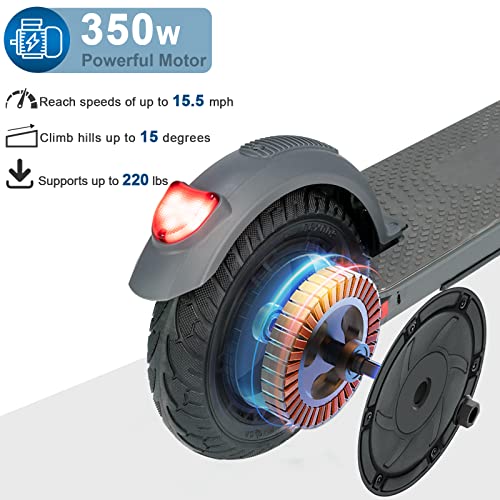 350W
Powerful Motor
Reach speeds of up to 15.5 mph
Climb hills up to 15 degrees
Supports up to 220 lbs